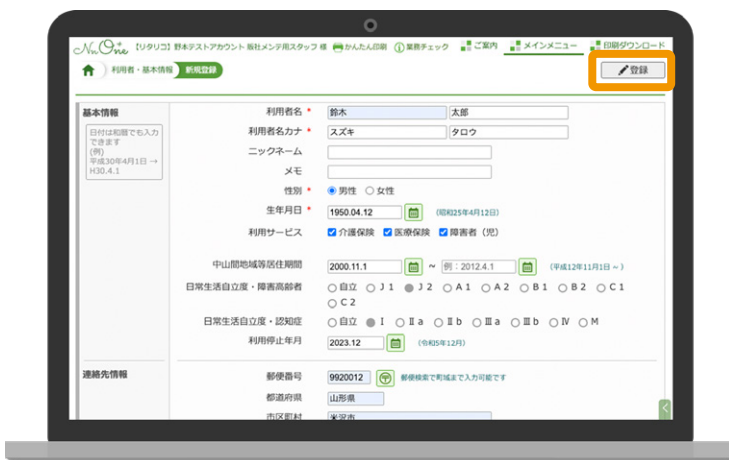 NnOne 【リタリコ】 野本テストアカウント 販社メンテ用スタッフ 様 かんたん印刷 業務チェック ご案内 メインメニュー 印刷ダウンロード
利用者・基本情報 新規登録 登録
基本情報
日付は和暦でも入力
できます
(例)
平成30年4月1日 →
H30.4.1
利用者名 * 鈴木 太郎
利用者名カナ * スズキ タロウ
ニックネーム
メモ
性別 * 男性 女性
生年月日 * 1950.04.12 (昭和25年4月12日)
利用サービス 介護保険 医療保険 障害者（児）
中山間地域等居住期間 2000.11.1 ~ 例：2012.4.1 (平成12年11月1日 ~ )
日常生活自立度・障害高齢者 自立 J１ J２ A１ A２ B１ B２ C１
C２
日常生活自立度・認知症 自立 Ⅰ Ⅱa Ⅱb Ⅲa Ⅲb Ⅳ M
利用停止年月 2023.12 (令和5年12月)
連絡先情報
郵便番号 9920012 郵便検索で町域まで入力可能です
都道府県 山形県
市区町村 米沢市